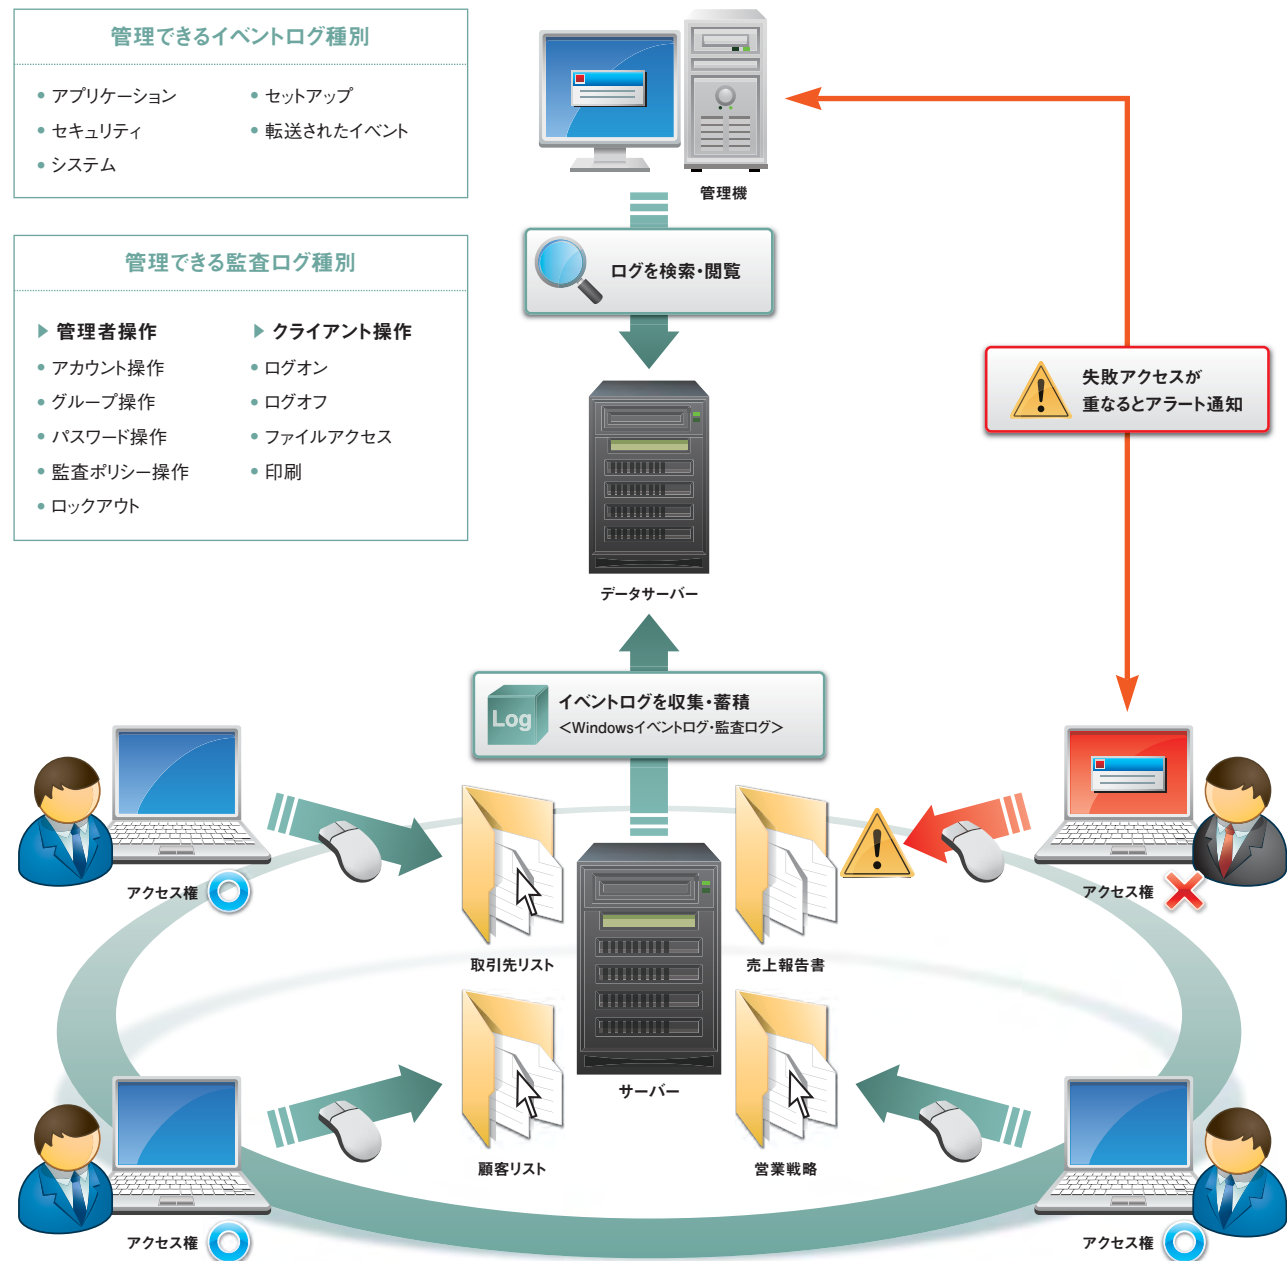 管理できるイベントログ種別
• アプリケーション
• セキュリティ
• システム
• セットアップ
• 転送されたイベント
管理できる監査ログ種別
▶ 管理者操作
• アカウント操作
• グループ操作
• パスワード操作
• 監査ポリシー操作
• ロックアウト
▶ クライアント操作
• ログオン
• ログオフ
• ファイルアクセス
• 印刷
管理機
ログを検索・閲覧
失敗アクセスが
重なるとアラート通知
データサーバー
Log
イベントログを収集・蓄積
<Windowsイベントログ・監査ログ>
アクセス権
アクセス権
取引先リスト
売上報告書
サーバー
顧客リスト
営業戦略
アクセス権
アクセス権